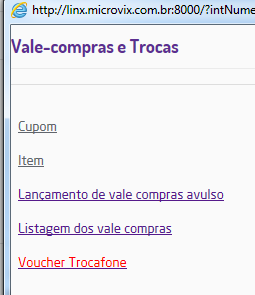 http://linx.microvix.com.br:8000/?intNume
Vale-compras e Trocas
Cupom
Item
Lançamento de vale compras avulso
Listagem dos vale compras
Voucher Trocafone